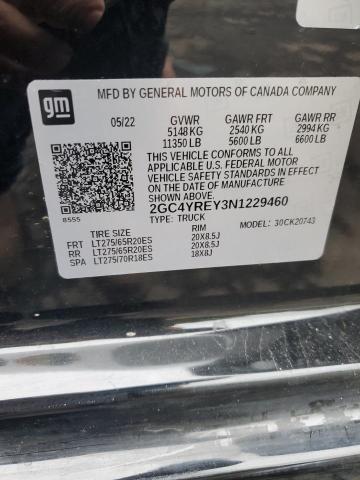 gm
MFD BY GENERAL MOTORS OF CANADA COMPANY
05/22 GVWR GAWR FRT GAWR RR
5148 KG 2540 KG 2994 KG
11350 LB 5600 LB 6600 LB
THIS VEHICLE CONFORMS TO ALL
APPLICABLE U.S. FEDERAL MOTOR
VEHICLE SAFETY STANDARDS IN EFFECT
ON THE DATE OF MANUFACTURE
SHOWN ABOVE
2GC4YREY3N1229460
8555 TYPE: TRUCK
TIRE SIZE RIM MODEL: 30CK20743
FRT LT275/65R20ES 20X8.5J
RR LT275/65R20ES 20X8.5J
SPA LT275/70R18ES 18X8J